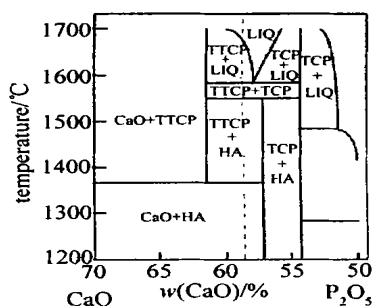 1700
1600
1500
1400
1300
1200
temperature/℃
LIQ
TTCP
+
LIQ
TCP
+
LIQ
TCP
+
LIQ
TTCP+TCP
CaO+TTCP
TTCP
+
HA
TCP
+
HA
CaO+HA
70 65 60 55 50
CaO w(CaO)/% P₂O₅